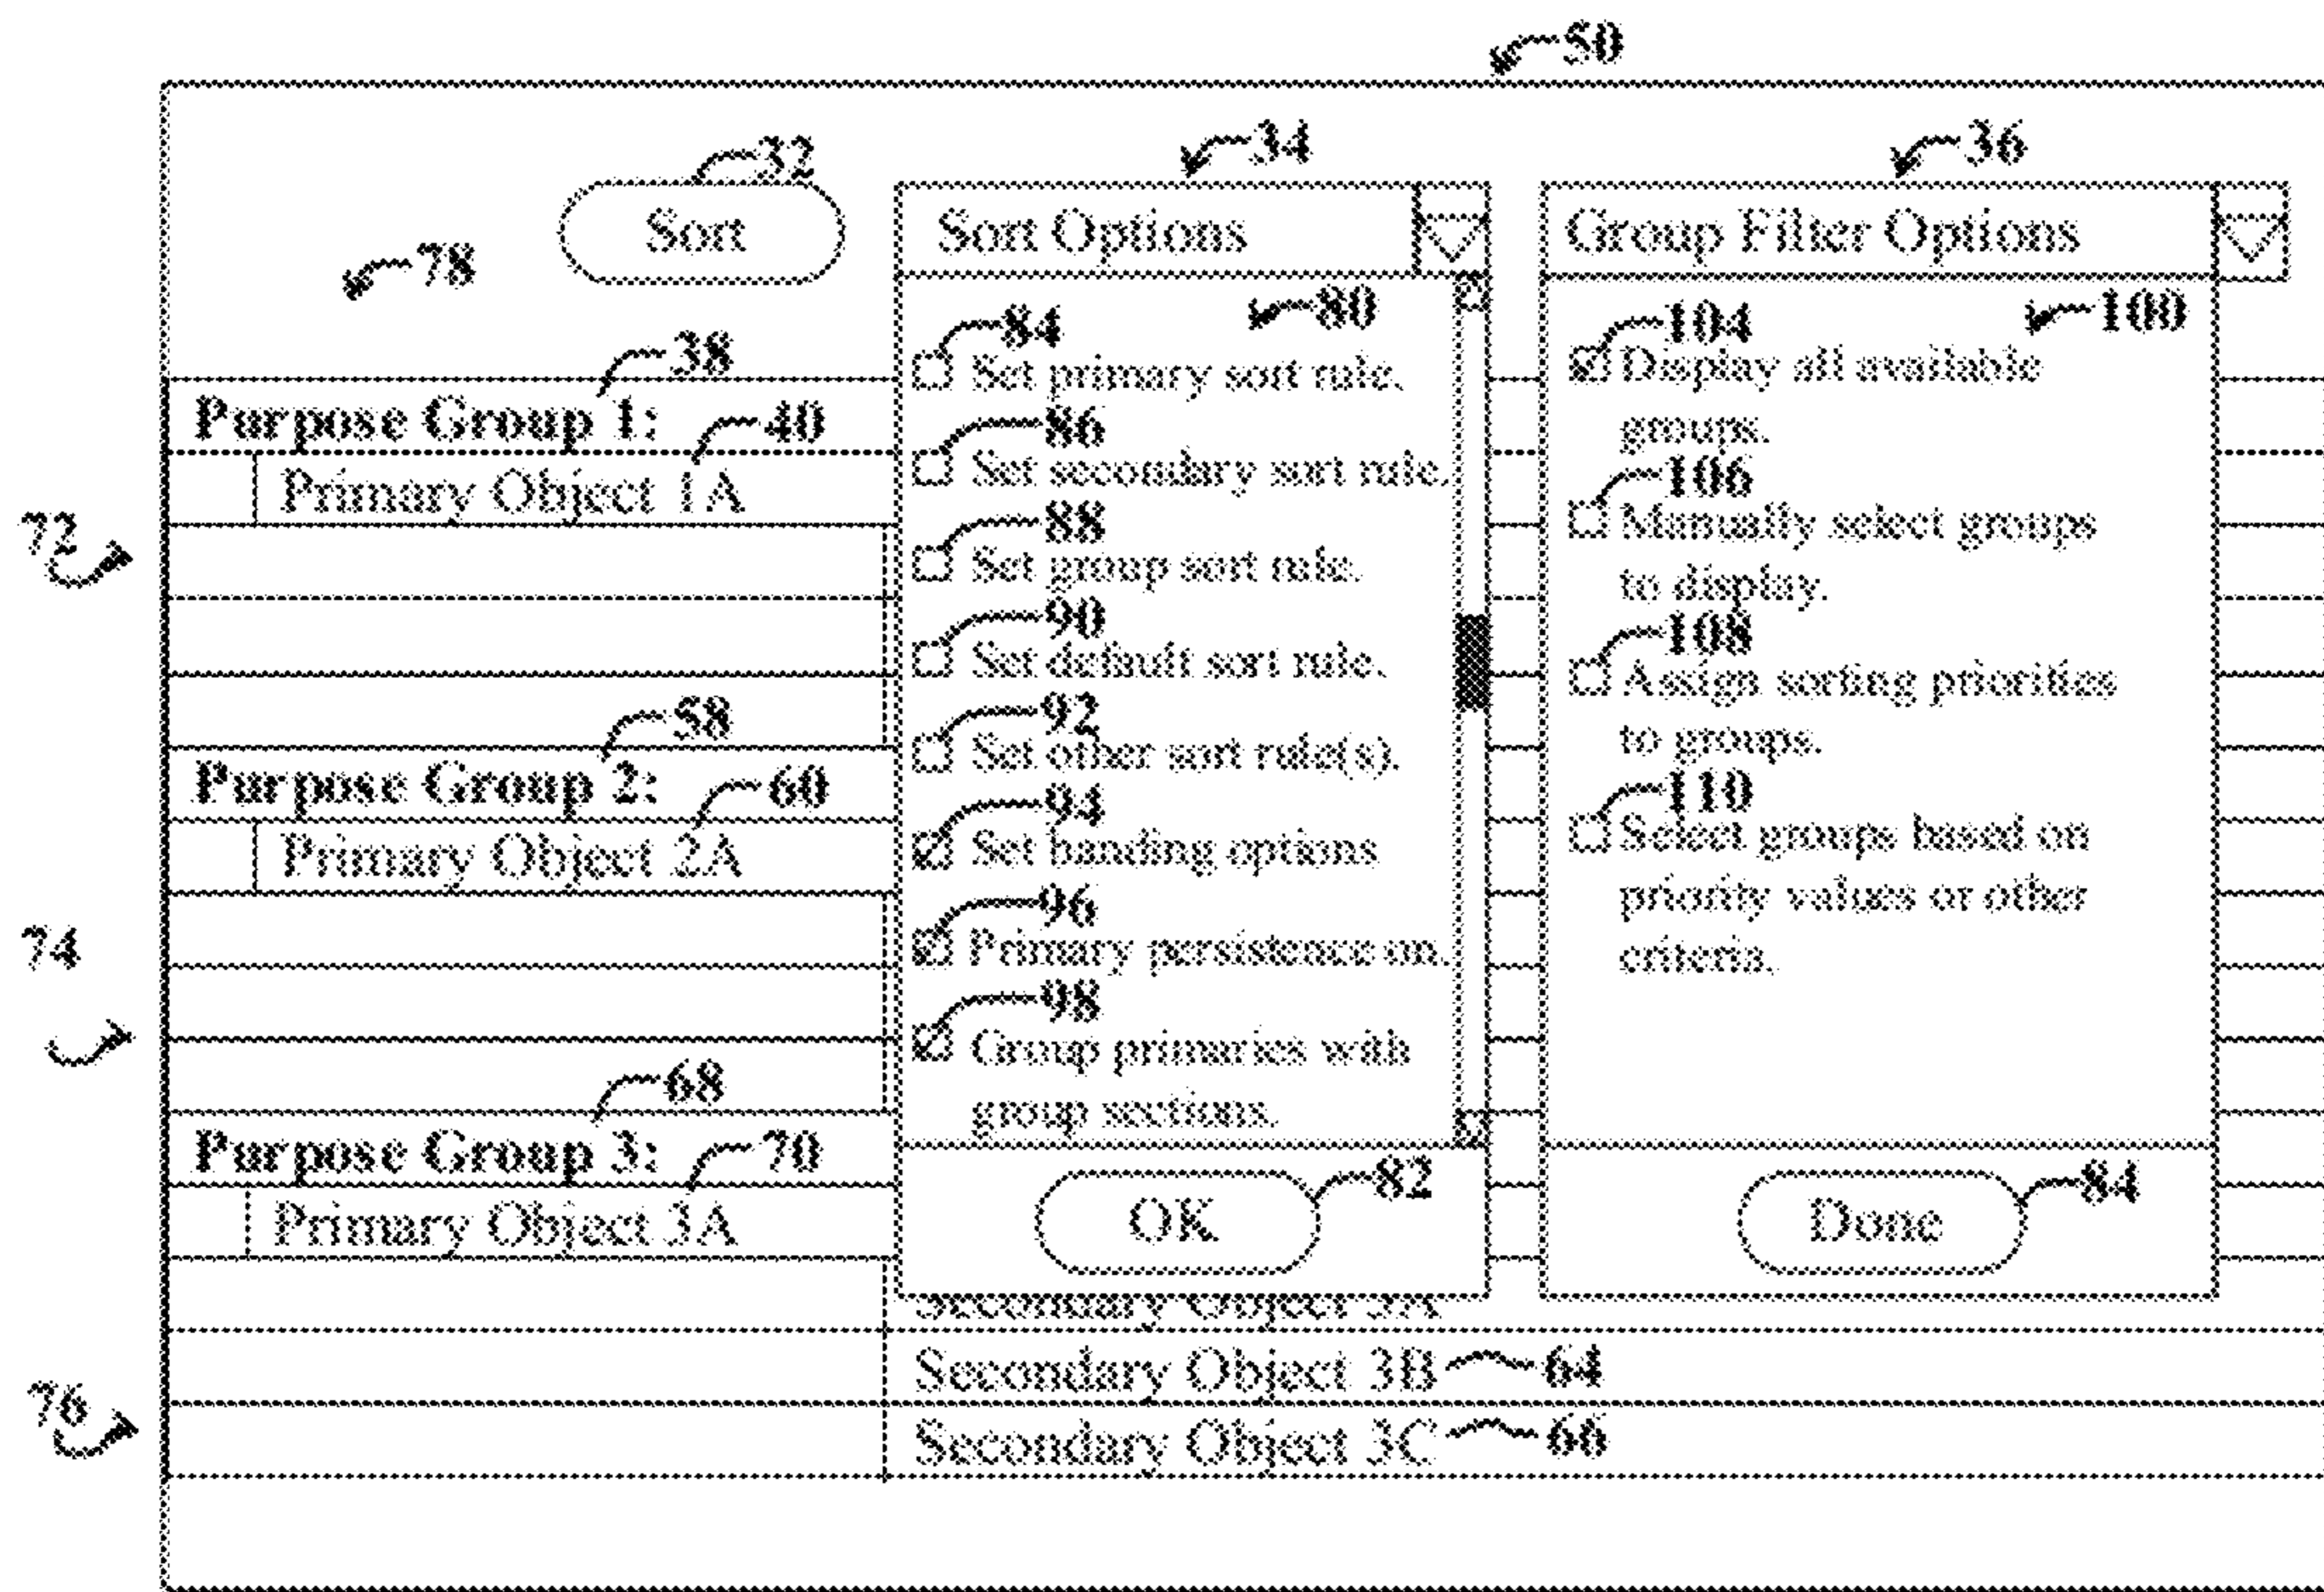 50
32
34
36
Sort
Sort Options
Group Filter Options
78
80
100
84
104
Set primary sort rule.
Display all available
groups.
38
Purpose Group 1:
40
86
Set secondary sort rule.
106
Primary Object 1A
Manually select groups
to display.
72
88
Set group sort rule.
90
Set default sort rule.
108
Assign sorting priorities
to groups.
58
92
Set other sort rule(s).
Purpose Group 2:
60
94
110
Primary Object 2A
Set banding options
Select groups based on
priority values or other
criteria.
74
96
Primary persistence on.
98
Group primaries with
group sections.
68
Purpose Group 3:
70
82
84
Primary Object 3A
OK
Done
Secondary Object 3A
Secondary Object 3B
64
76
Secondary Object 3C
66